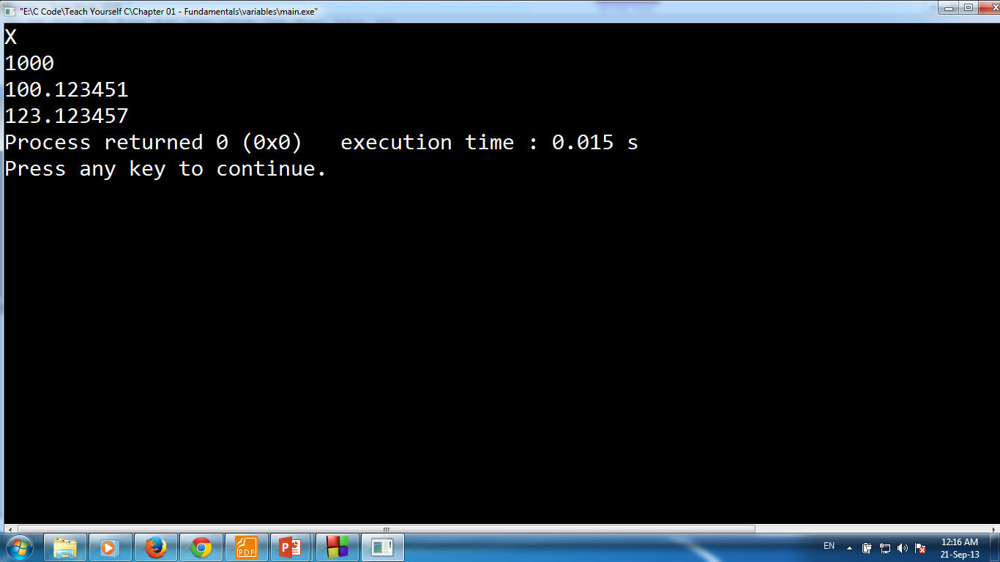 "E:\C Code\Teach Yourself C\Chapter 01 - Fundamentals\variables\main.exe"
X
1000
100.123451
123.123457
Process returned 0 (0x0)   execution time : 0.015 s
Press any key to continue.
PDF
P
EN
12:16 AM
21-Sep-13